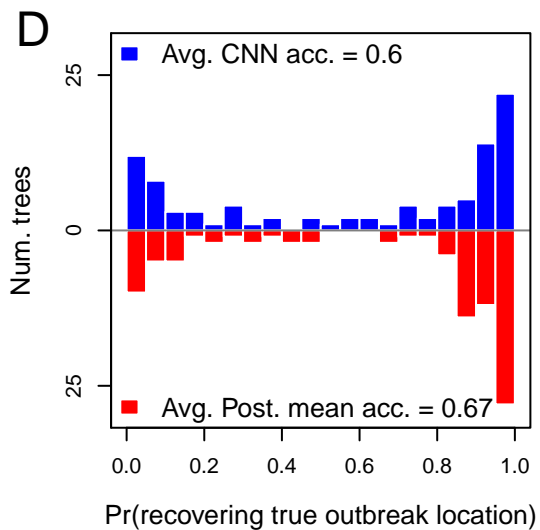 D
Avg. CNN acc. = 0.6
25
0
25
Num. trees
Avg. Post. mean acc. = 0.67
0.0 0.2 0.4 0.6 0.8 1.0
Pr(recovering true outbreak location)